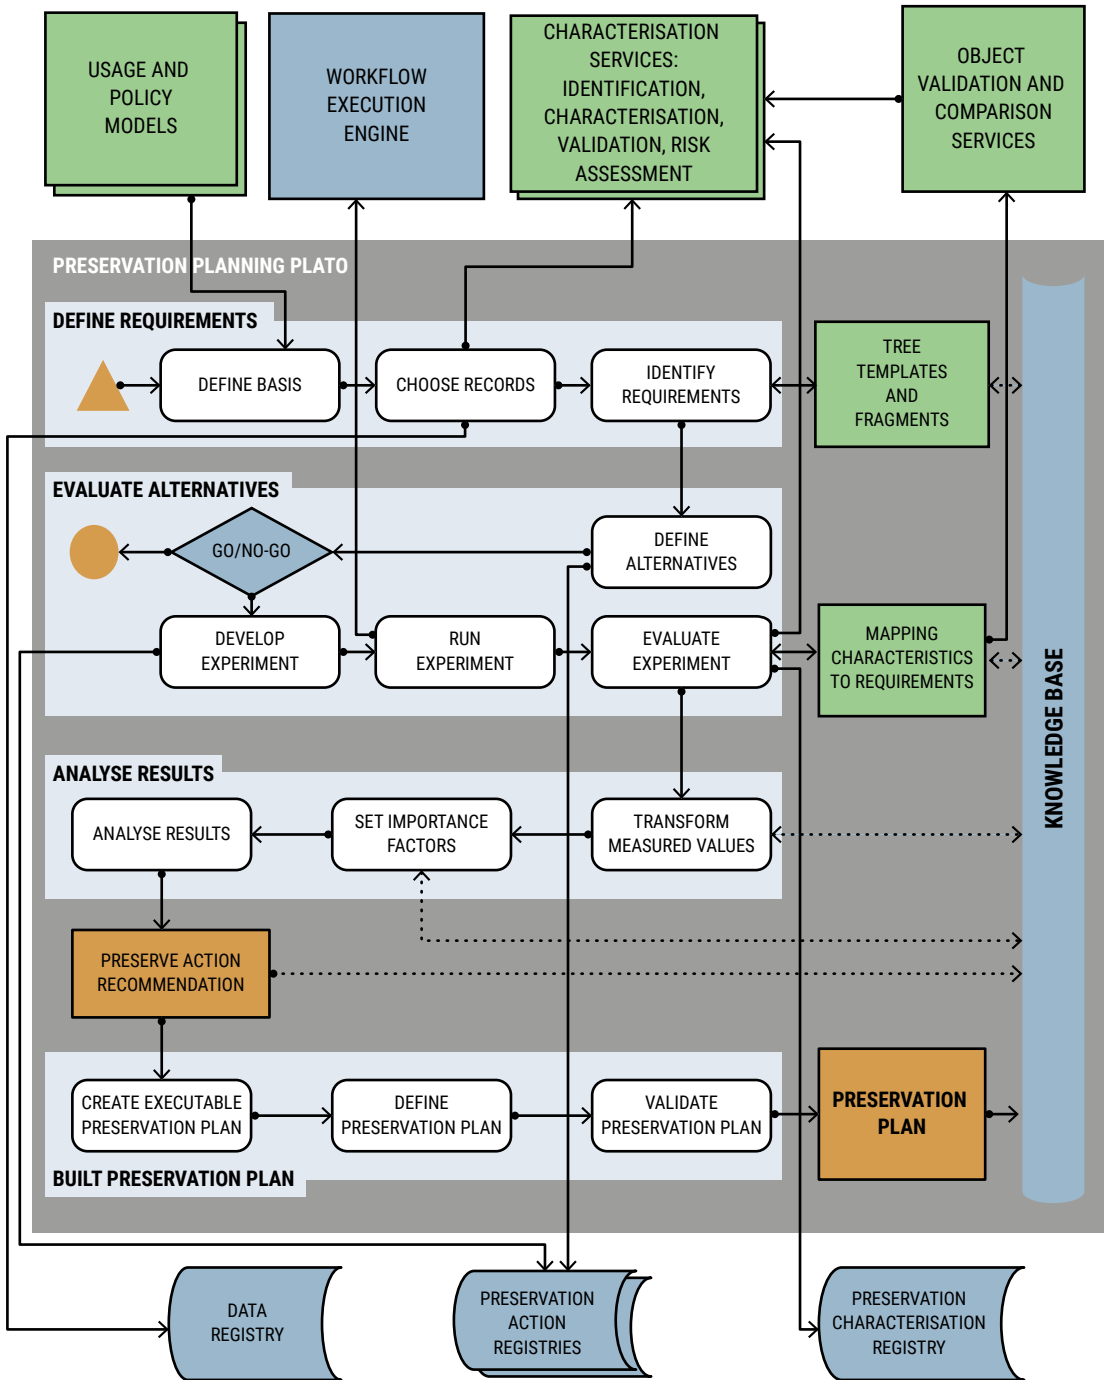 USAGE AND
POLICY
MODELS
WORKFLOW
EXECUTION
ENGINE
CHARACTERISATION
SERVICES:
IDENTIFICATION,
CHARACTERISATION,
VALIDATION, RISK
ASSESSMENT
OBJECT
VALIDATION AND
COMPARISON
SERVICES
PRESERVATION PLANNING PLATO
DEFINE REQUIREMENTS
DEFINE BASIS
CHOOSE RECORDS
IDENTIFY
REQUIREMENTS
TREE
TEMPLATES
AND
FRAGMENTS
EVALUATE ALTERNATIVES
GO/NO-GO
DEFINE
ALTERNATIVES
DEVELOP
EXPERIMENT
RUN
EXPERIMENT
EVALUATE
EXPERIMENT
MAPPING
CHARACTERISTICS
TO REQUIREMENTS
KNOWLEDGE BASE
ANALYSE RESULTS
ANALYSE RESULTS
SET IMPORTANCE
FACTORS
TRANSFORM
MEASURED VALUES
PRESERVE ACTION
RECOMMENDATION
CREATE EXECUTABLE
PRESERVATION PLAN
DEFINE
PRESERVATION PLAN
VALIDATE
PRESERVATION PLAN
PRESERVATION
PLAN
BUILT PRESERVATION PLAN
DATA
REGISTRY
PRESERVATION
ACTION
REGISTRIES
PRESERVATION
CHARACTERISATION
REGISTRY